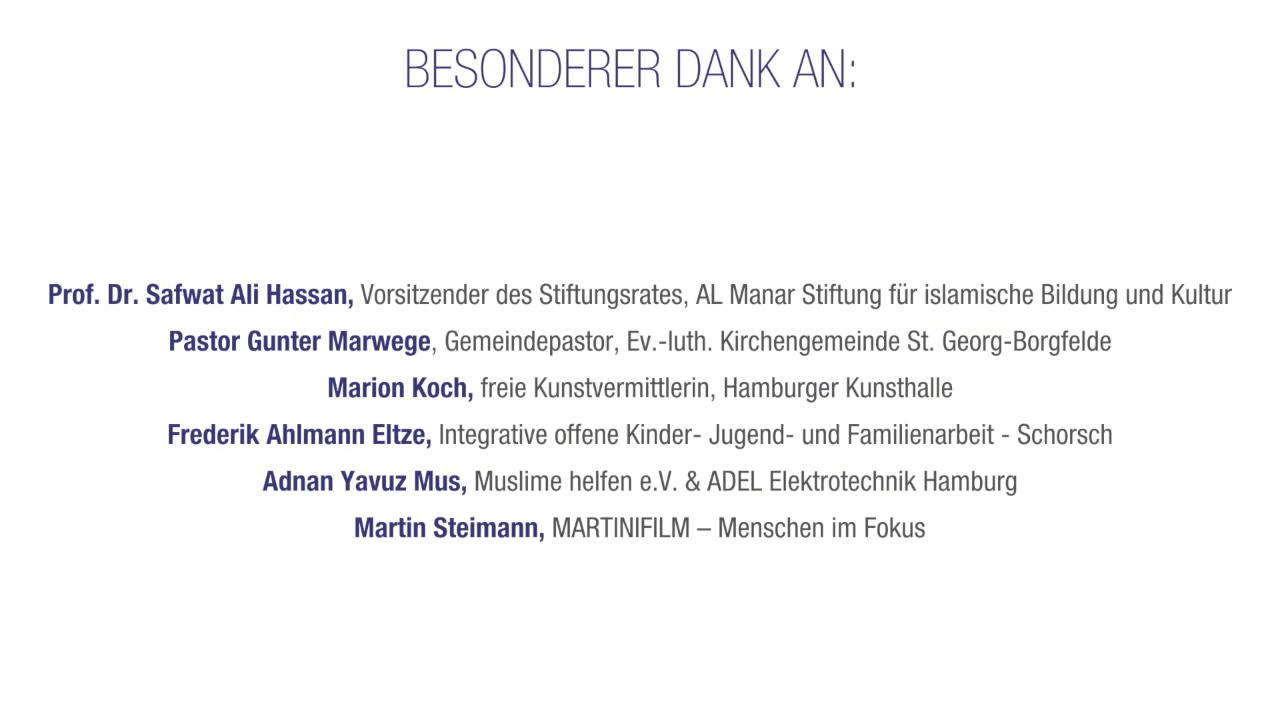 BESONDERER DANK AN:
Prof. Dr. Safwat Ali Hassan, Vorsitzender des Stiftungsrates, AL Manar Stiftung für islamische Bildung und Kultur
Pastor Gunter Marwege, Gemeindepastor, Ev.-luth. Kirchengemeinde St. Georg-Borgfelde
Marion Koch, freie Kunstvermittlerin, Hamburger Kunsthalle
Frederik Ahlmann Eltze, Integrative offene Kinder- Jugend- und Familienarbeit - Schorsch
Adnan Yavuz Mus, Muslime helfen e.V. & ADEL Elektrotechnik Hamburg
Martin Steimann, MARTINIFILM – Menschen im Fokus